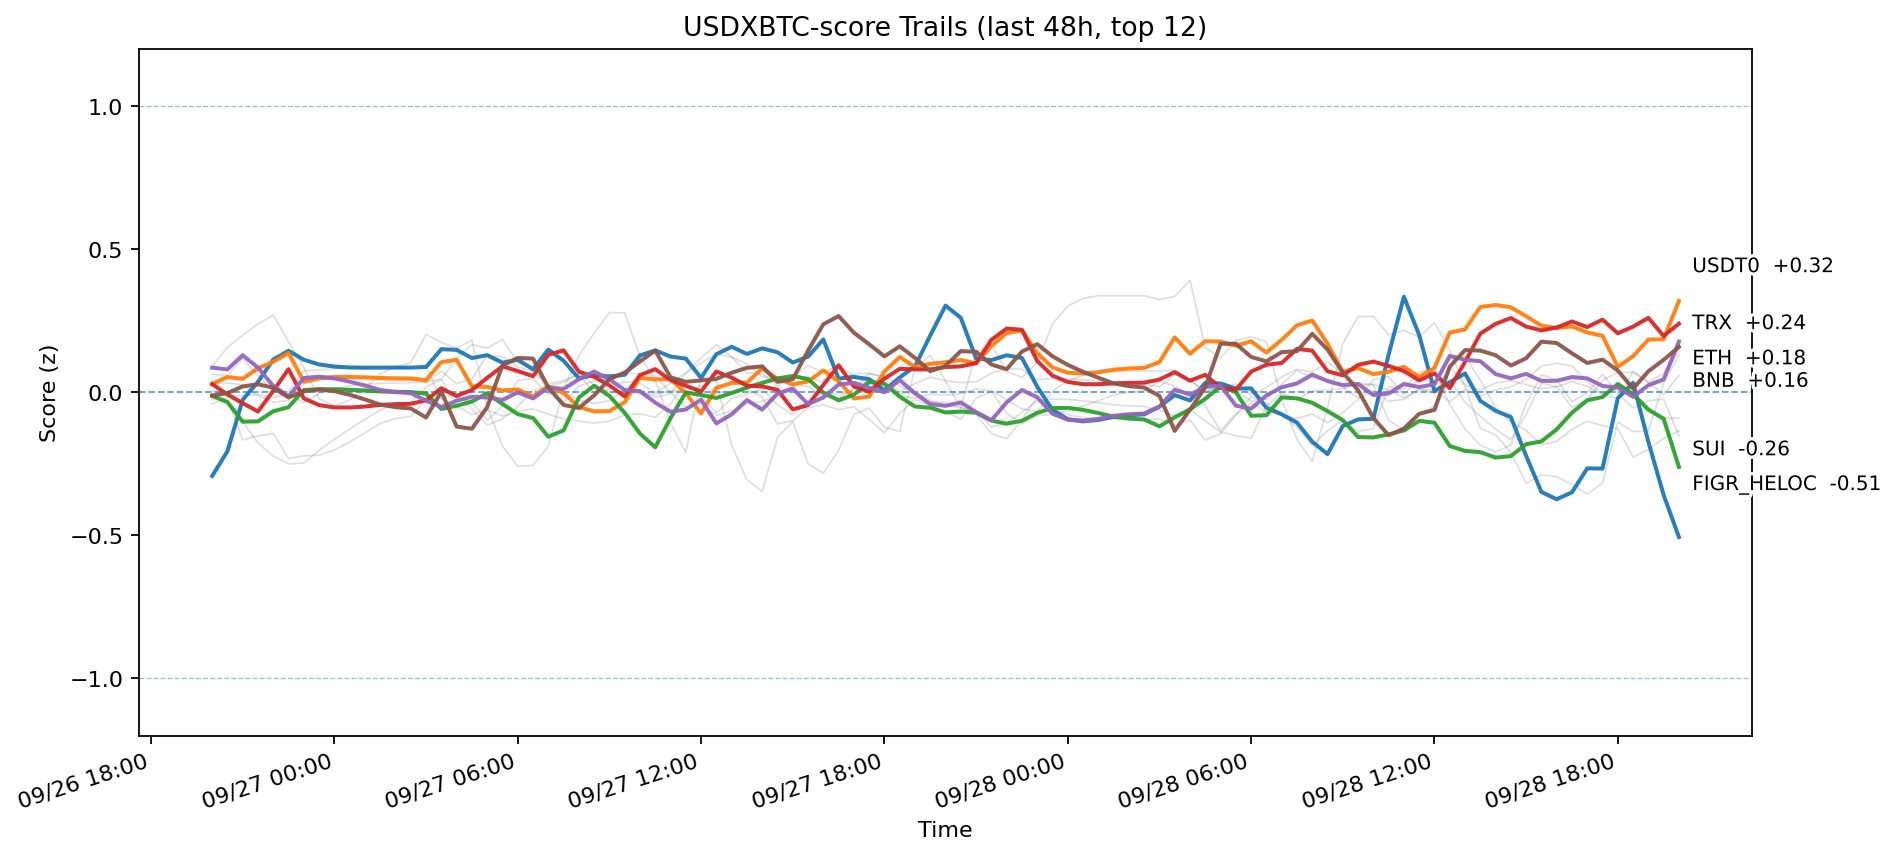 USDXBTC-score Trails (last 48h, top 12)
Score (z)
1.0
0.5
0.0
−0.5
−1.0
USDT0 +0.32
TRX +0.24
ETH +0.18
BNB +0.16
SUI -0.26
FIGR_HELOC -0.51
09/26 18:00
09/27 00:00
09/27 06:00
09/27 12:00
09/27 18:00
09/28 00:00
09/28 06:00
09/28 12:00
09/28 18:00
Time